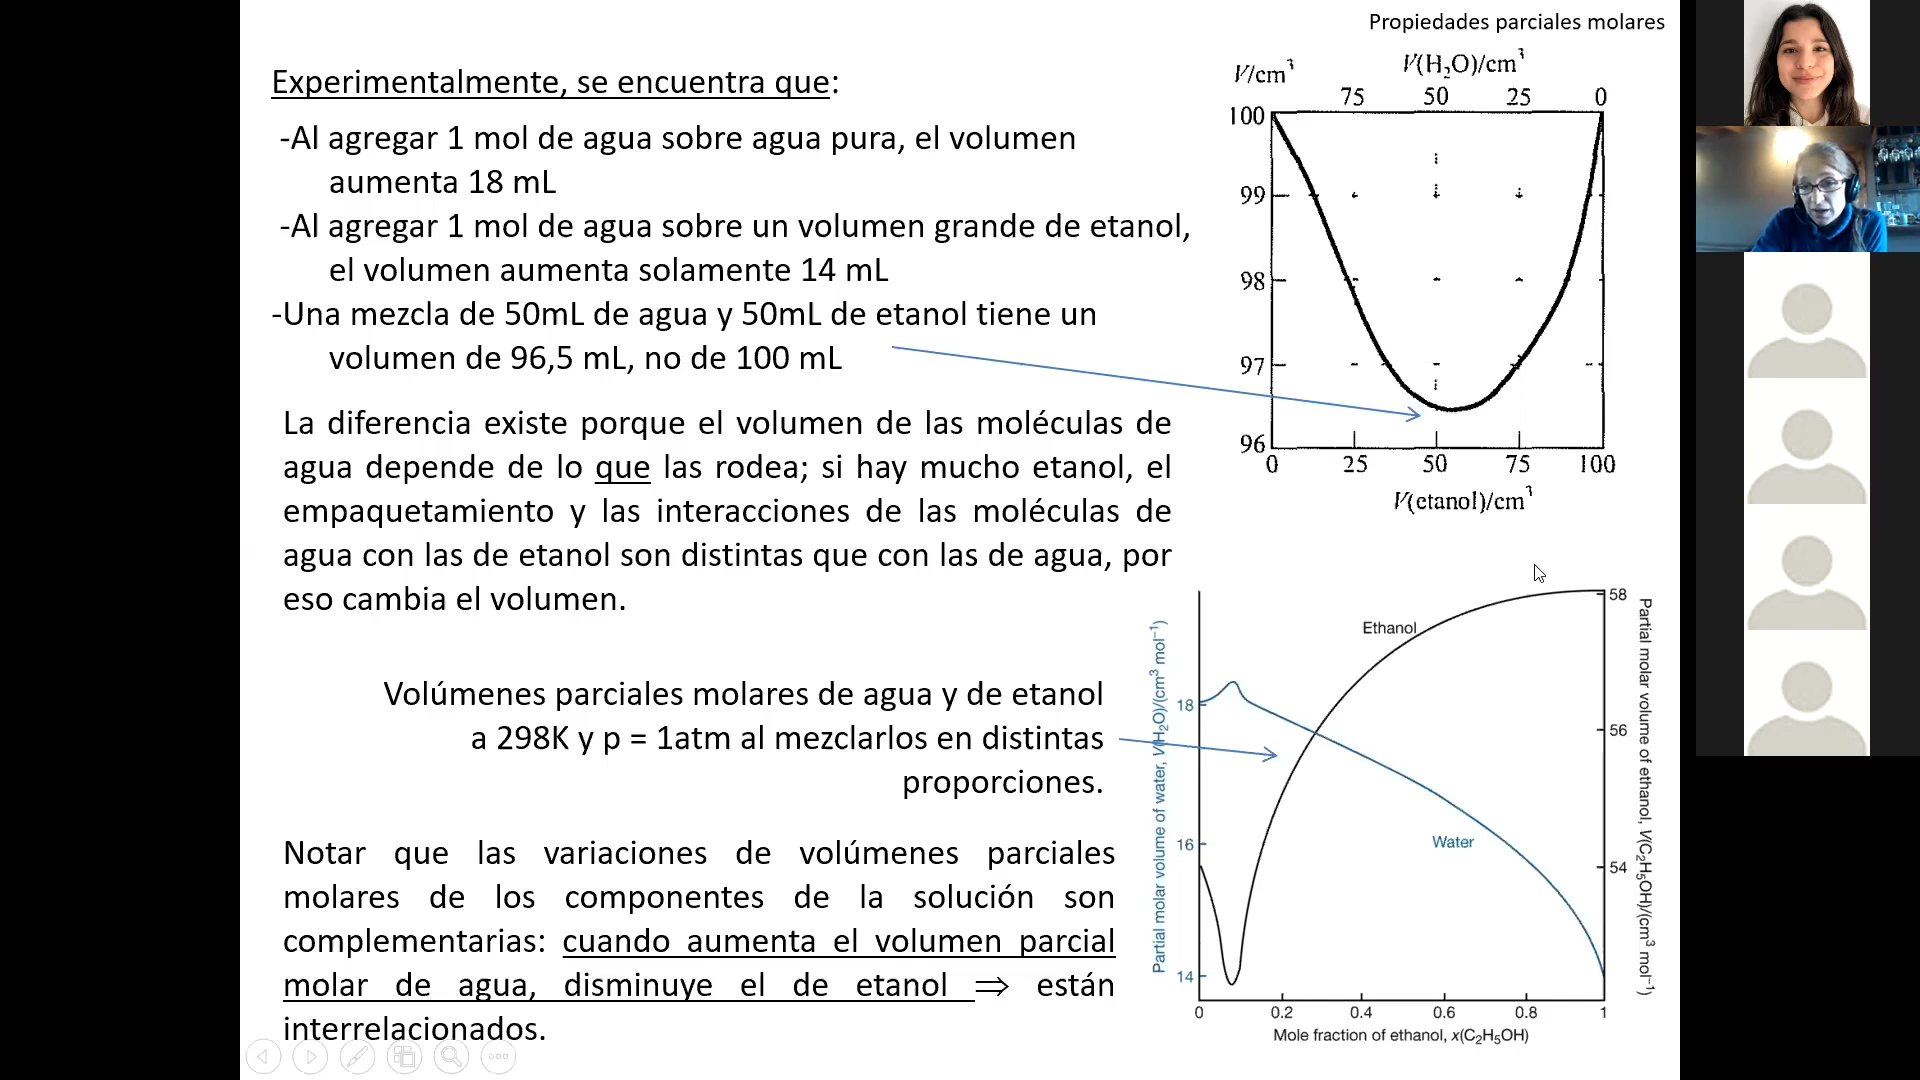 Propiedades parciales molares
Experimentalmente, se encuentra que:
-Al agregar 1 mol de agua sobre agua pura, el volumen
aumenta 18 mL
-Al agregar 1 mol de agua sobre un volumen grande de etanol,
el volumen aumenta solamente 14 mL
-Una mezcla de 50mL de agua y 50mL de etanol tiene un
volumen de 96,5 mL, no de 100 mL
La diferencia existe porque el volumen de las moléculas de
agua depende de lo que las rodea; si hay mucho etanol, el
empaquetamiento y las interacciones de las moléculas de
agua con las de etanol son distintas que con las de agua, por
eso cambia el volumen.
Volúmenes parciales molares de agua y de etanol
a 298K y p = 1atm al mezclarlos en distintas
proporciones.
Notar que las variaciones de volúmenes parciales
molares de los componentes de la solución son
complementarias: cuando aumenta el volumen parcial
molar de agua, disminuye el de etanol ⇒ están
interrelacionados.
V/cm³
V(H₂O)/cm³
75 50 25 0
100
99
98
97
96
0 25 50 75 100
V(etanol)/cm³
Partial molar volume of water, V(H₂O)/(cm³ mol⁻¹)
18
16
14
Ethanol
Water
58
56
54
Partial molar volume of ethanol, V(C₂H₅OH)/(cm³ mol⁻¹)
0 0.2 0.4 0.6 0.8 1
Mole fraction of ethanol, x(C₂H₅OH)